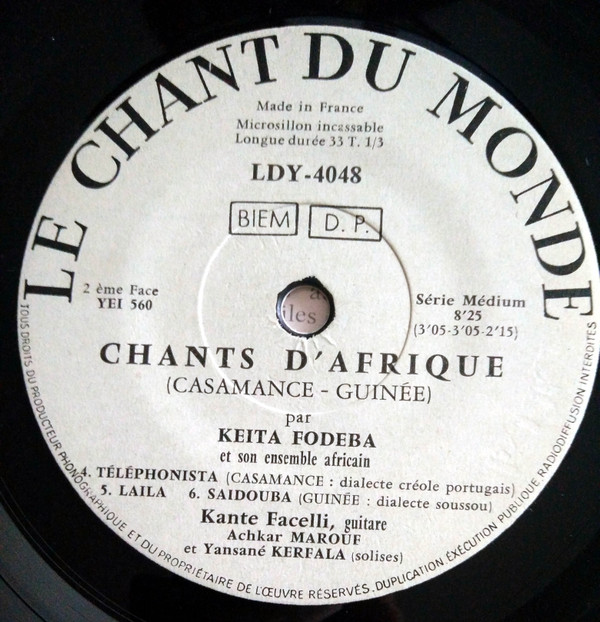 LE CHANT DU MONDE
Made in France
Microsillon incassable
Longue durée 33 T. 1/3
LDY-4048
BIEM D. P.
2 ème Face
YEI 560
Série Médium
8'25
(3'05-3'05-2'15)
CHANTS D'AFRIQUE
(CASAMANCE - GUINÉE)
par
KEITA FODEBA
et son ensemble africain
4. TÉLÉPHONISTA (CASAMANCE : dialecte créole portugais)
5. LAILA 6. SAIDOUBA (GUINÉE : dialecte soussou)
Kante Facelli, guitare
Achkar MAROUF
et Yansané KERFALA (solises)
TOUS DROITS DU PRODUCTEUR PHONOGRAPHIQUE ET DU PROPRIÉTAIRE DE L'ŒUVRE RÉSERVÉS. DUPLICATION EXÉCUTION PUBLIQUE RADIODIFFUSION INTERDITES